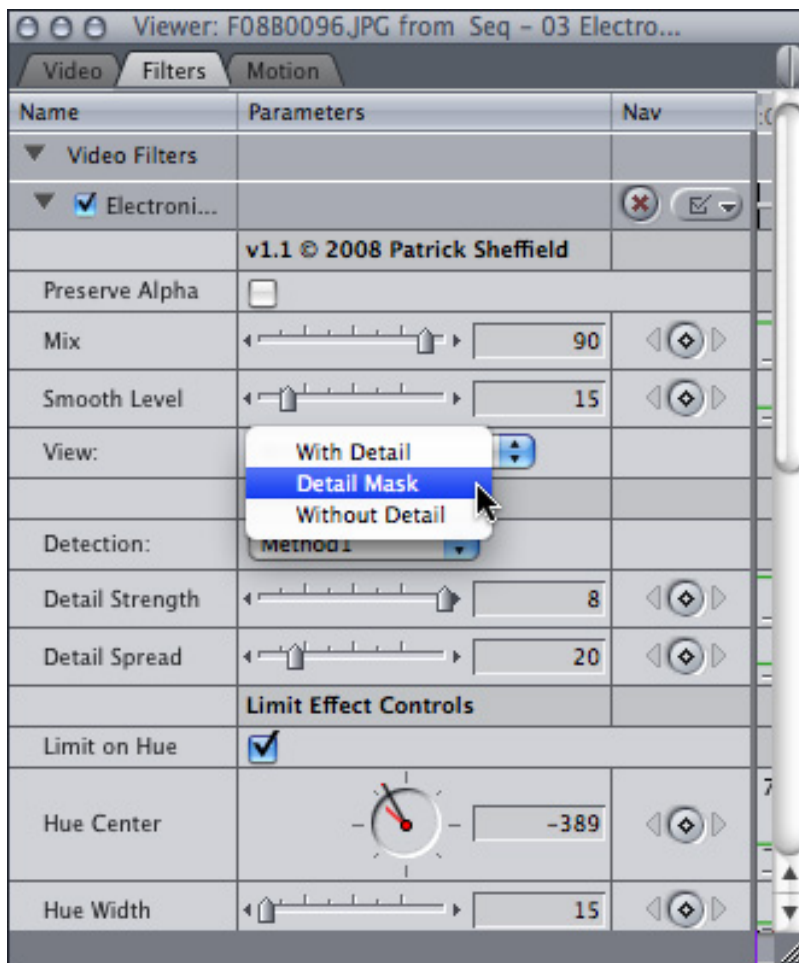 Viewer: F08B0096.JPG from Seq – 03 Electro...
Video Filters Motion
Name Parameters Nav
Video Filters
Electroni...
v1.1 © 2008 Patrick Sheffield
Preserve Alpha
Mix 90
Smooth Level 15
View:
With Detail
Detail Mask
Without Detail
Detection: Method1
Detail Strength 8
Detail Spread 20
Limit Effect Controls
Limit on Hue
Hue Center -389
Hue Width 15